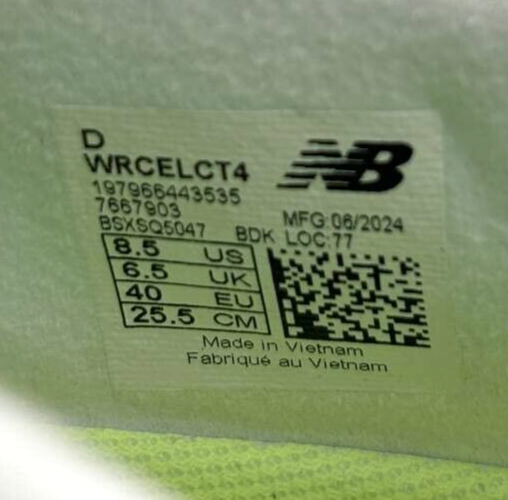 D
WRCELCT4
NB
197966443535
7667903
MFG:06/2024
BSXSQ5047 BDK LOC:77
8.5 US
6.5 UK
40 EU
25.5 CM
Made in Vietnam
Fabriqué au Vietnam